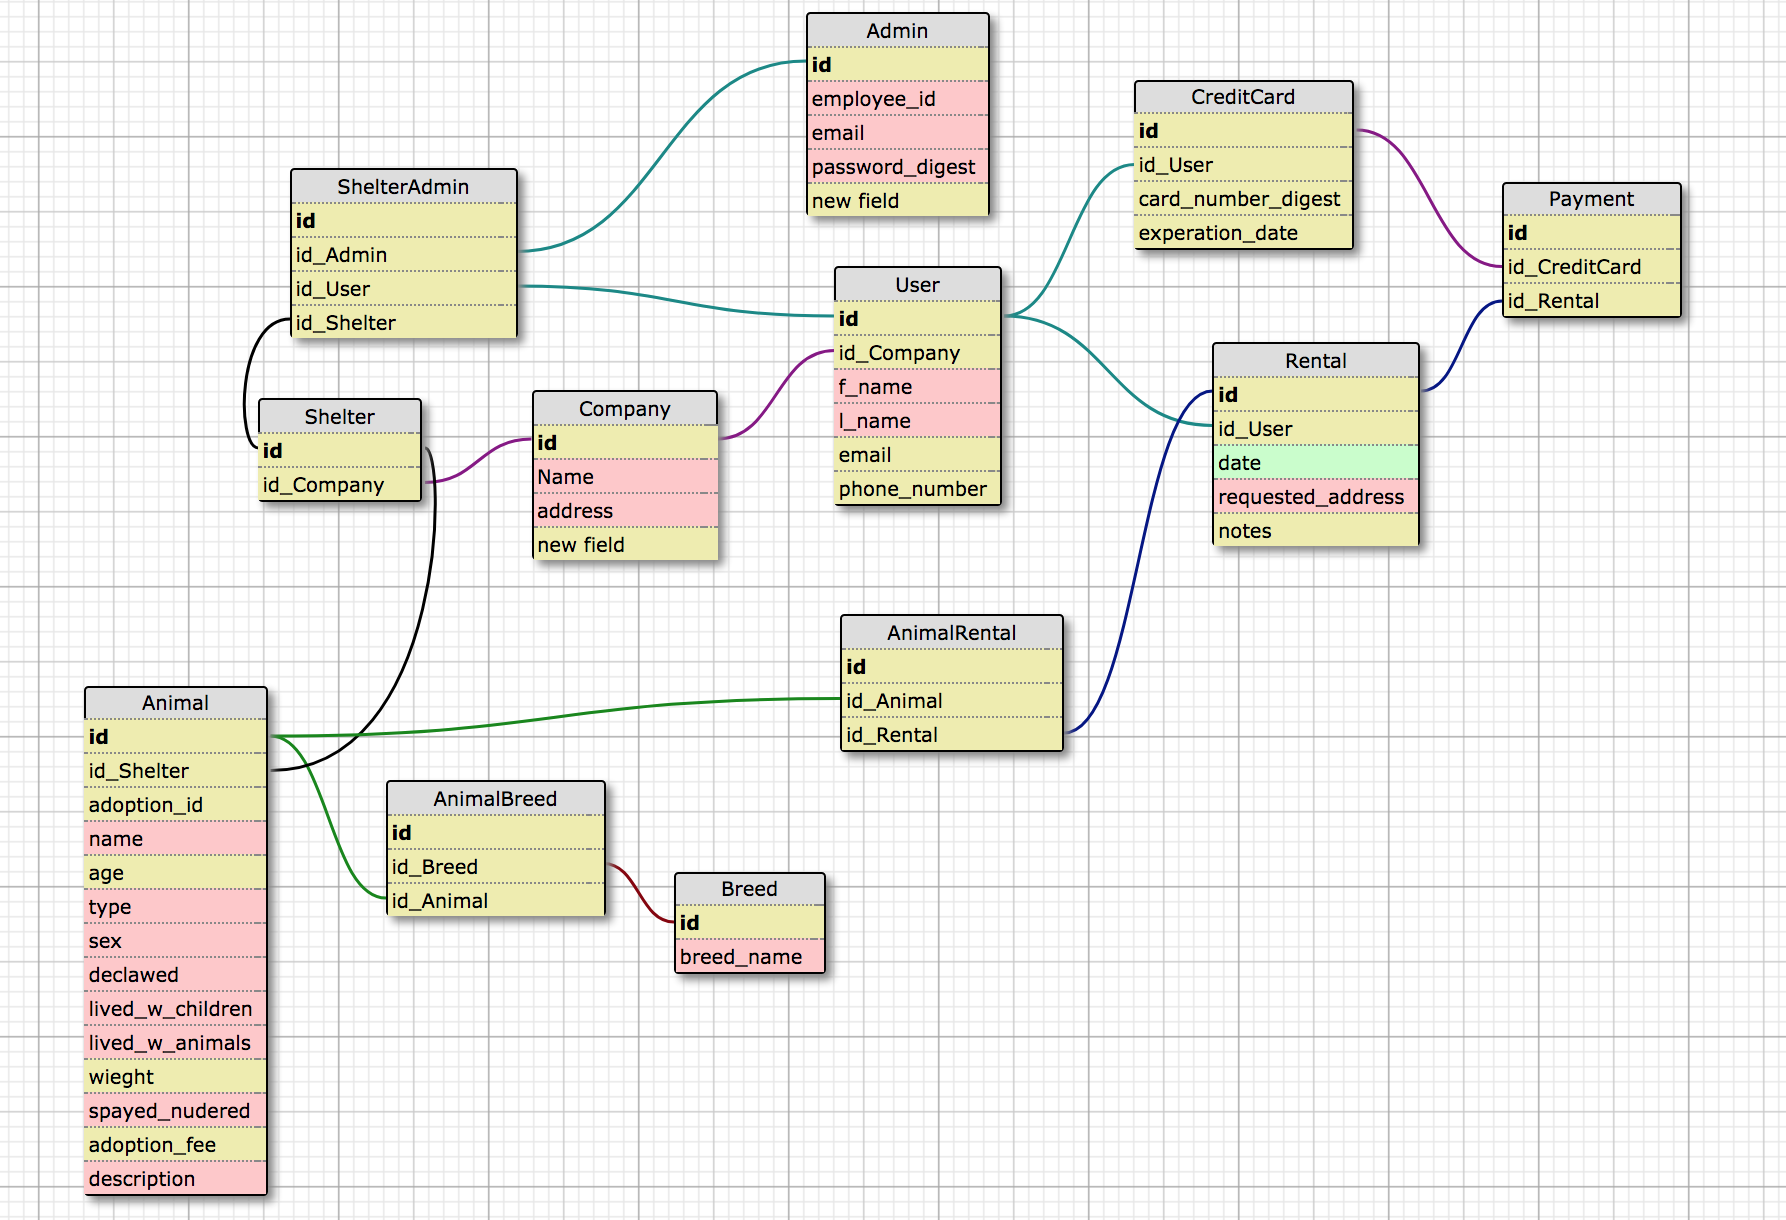 Admin
id
employee_id
email
password_digest
new field
CreditCard
id
id_User
card_number_digest
experation_date
ShelterAdmin
id
id_Admin
id_User
id_Shelter
Payment
id
id_CreditCard
id_Rental
User
id
id_Company
f_name
l_name
email
phone_number
Rental
id
id_User
date
requested_address
notes
Shelter
id
id_Company
Company
id
Name
address
new field
AnimalRental
id
id_Animal
id_Rental
Animal
id
id_Shelter
adoption_id
name
age
type
sex
declawed
lived_w_children
lived_w_animals
wieght
spayed_nudered
adoption_fee
description
AnimalBreed
id
id_Breed
id_Animal
Breed
id
breed_name